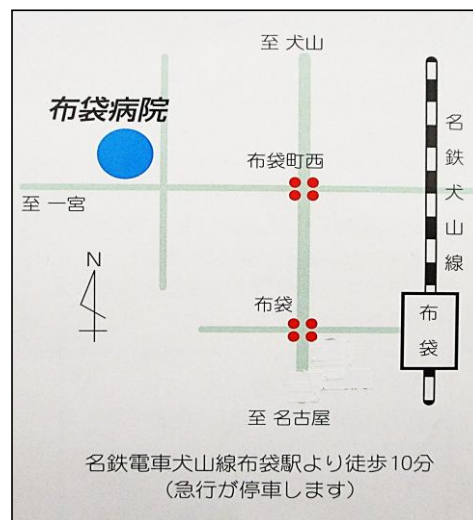 至 犬山
布袋病院
布袋町西
名鉄犬山線
至 一宮
N
布袋
布袋
至 名古屋
名鉄電車犬山線布袋駅より徒歩10分
（急行が停車します）